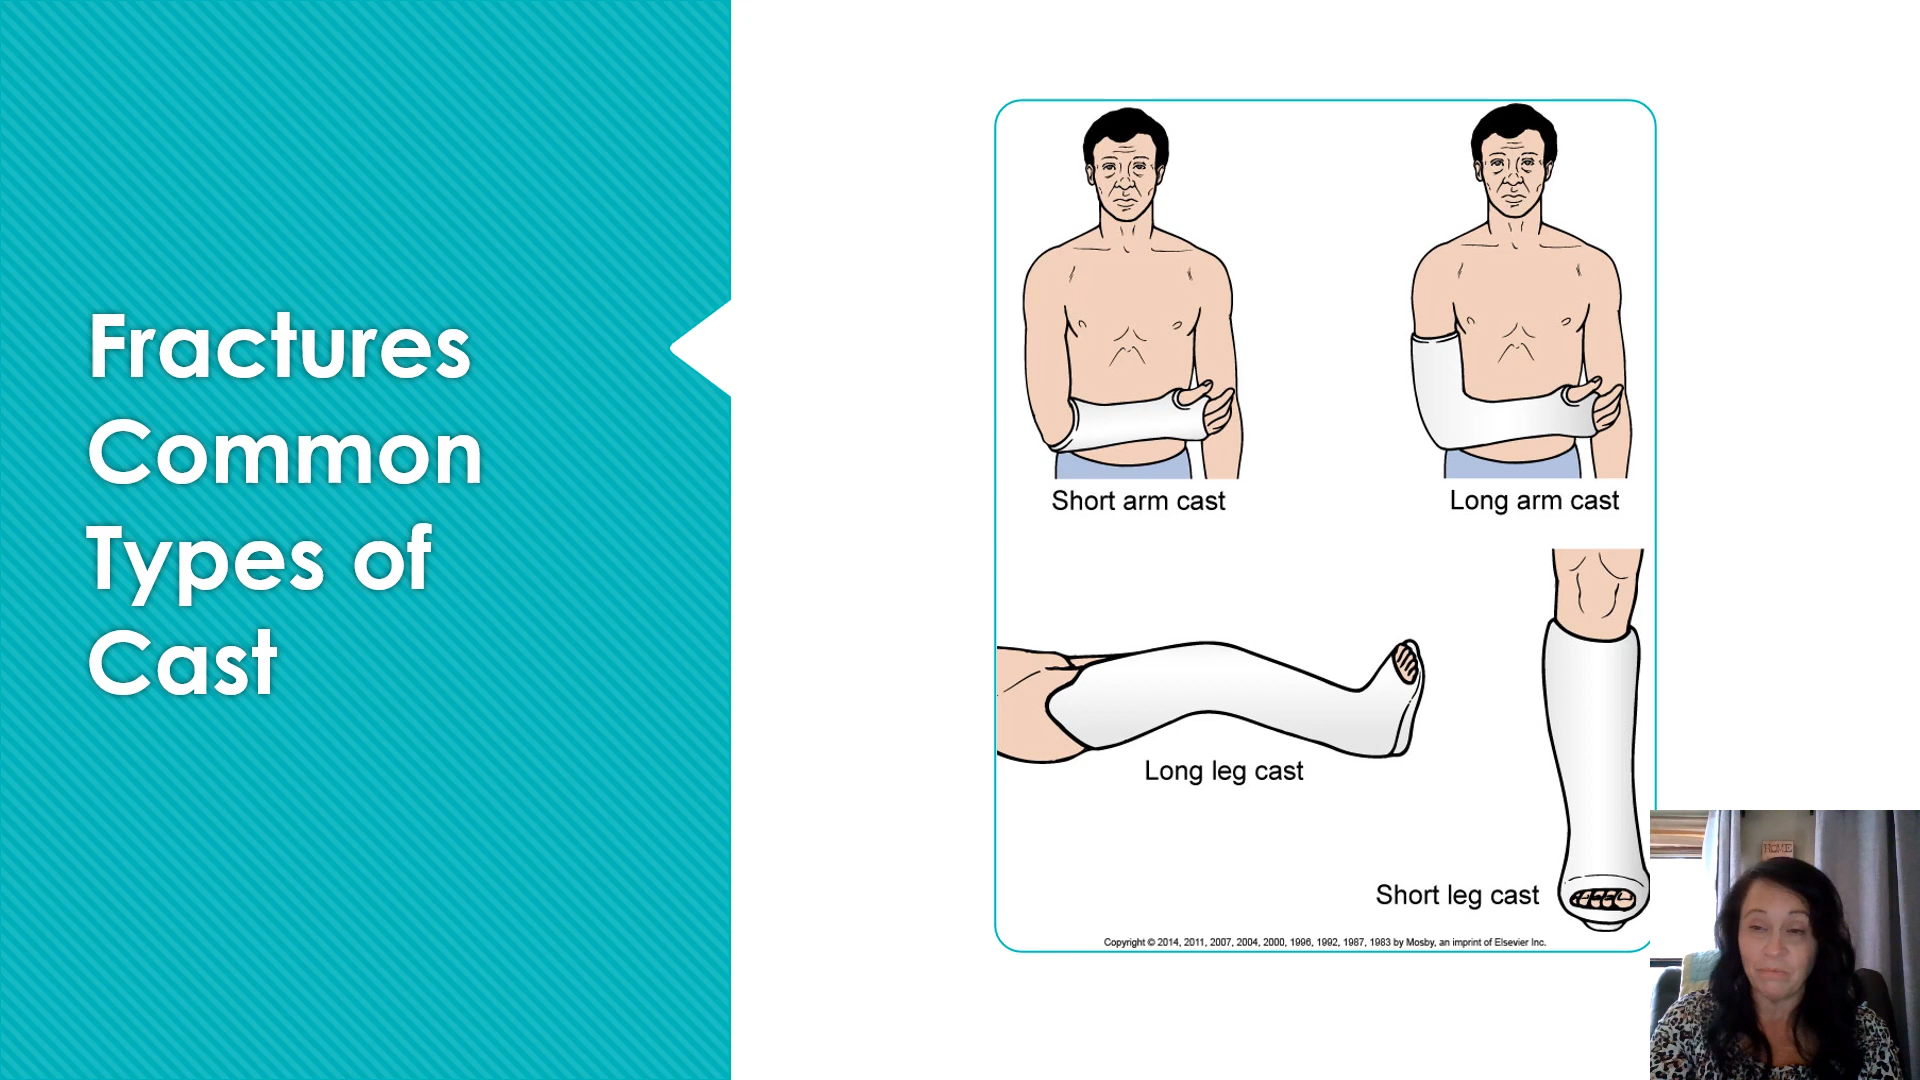 Fractures
Common
Types of
Cast
Short arm cast
Long arm cast
Long leg cast
Short leg cast
Copyright © 2014, 2011, 2007, 2004, 2000, 1996, 1992, 1987, 1983 by Mosby, an imprint of Elsevier Inc.
HOME